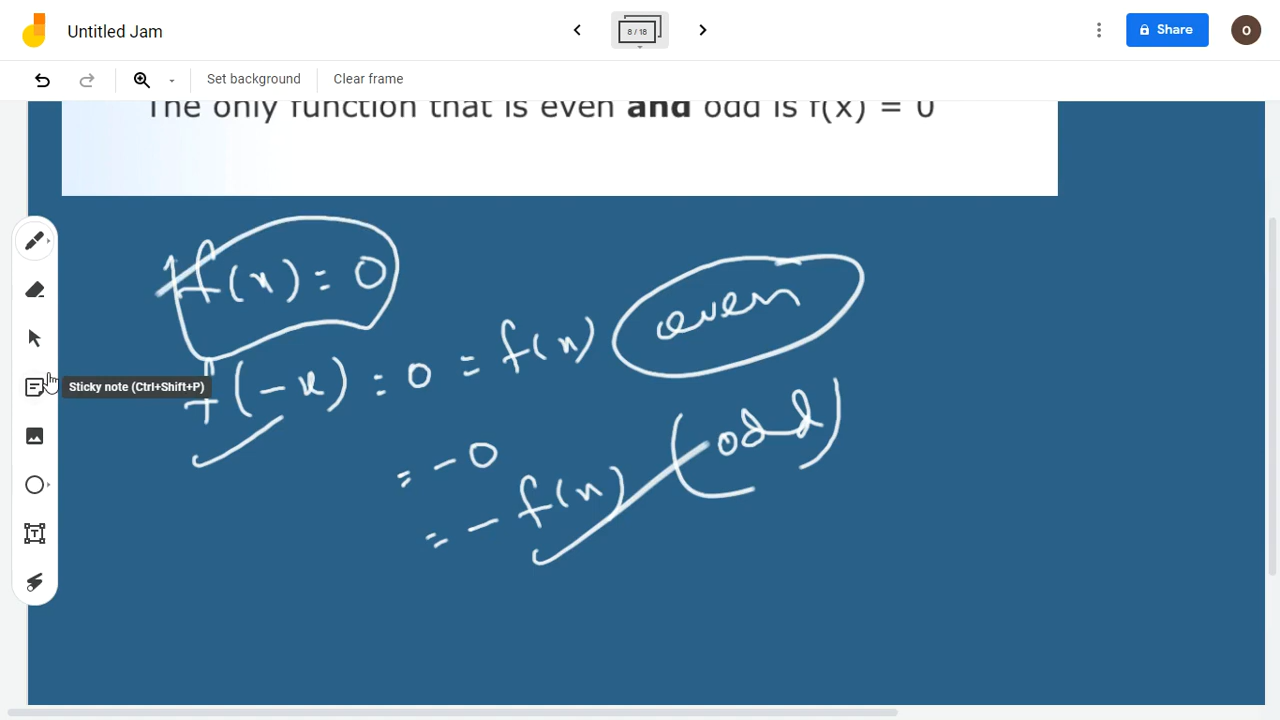 Untitled Jam
8 / 18
Share
O
Set background
Clear frame
The only function that is even and odd is f(x) = 0
f(x) = 0
f(-x) = 0 = f(x) even
Sticky note (Ctrl+Shift+P)
= -0
(odd)
= - f(x)